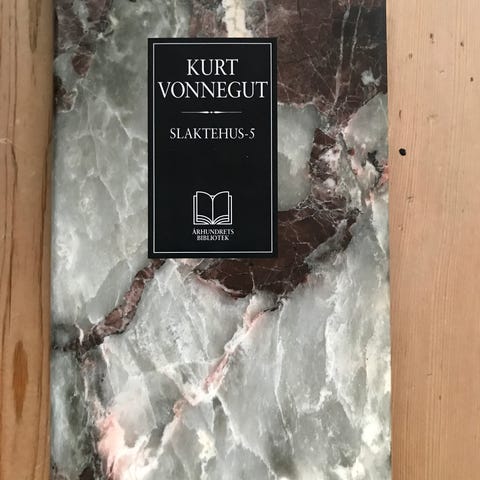 KURT
VONNEGUT
SLAKTEHUS-5
ÅRHUNDRETS
BIBLIOTEK